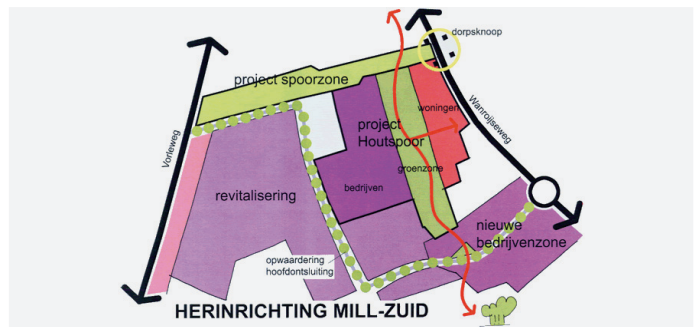 dorpsknoop
project spoorzone
Vorleweg
Wanroijseweg
woningen
project
Houtspoor
groenzone
bedrijven
revitalisering
nieuwe
bedrijvenzone
opwaardering
hoofdontsluiting
HERINRICHTING MILL-ZUID